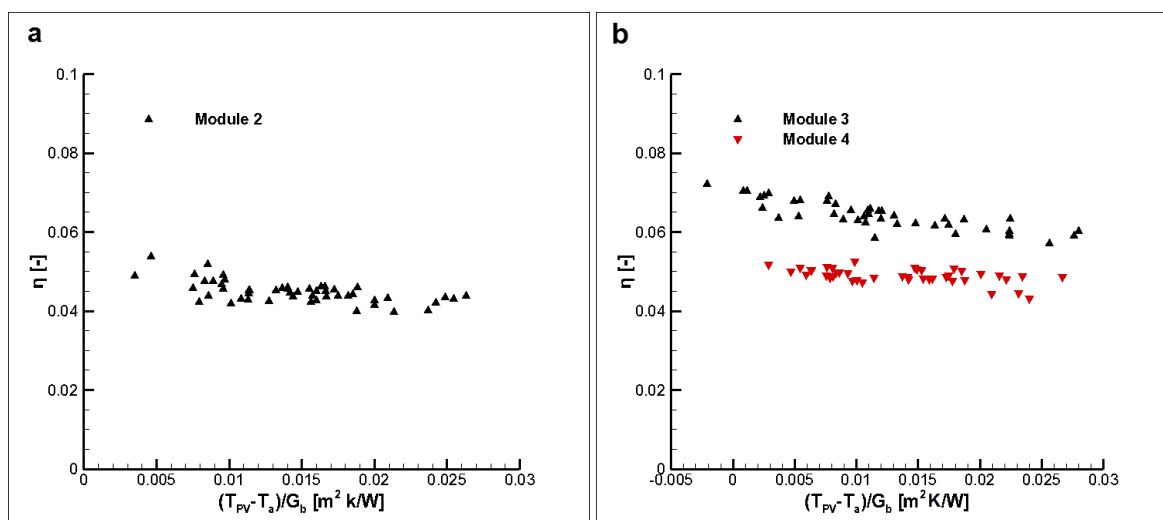 a
η [-]
0.1
0.08
0.06
0.04
0.02
0
Module 2
0 0.005 0.01 0.015 0.02 0.025 0.03
(T_PV-T_a)/G_b [m² k/W]
b
η [-]
0.1
0.08
0.06
0.04
0.02
0
Module 3
Module 4
-0.005 0 0.005 0.01 0.015 0.02 0.025 0.03
(T_PV-T_a)/G_b [m² K/W]